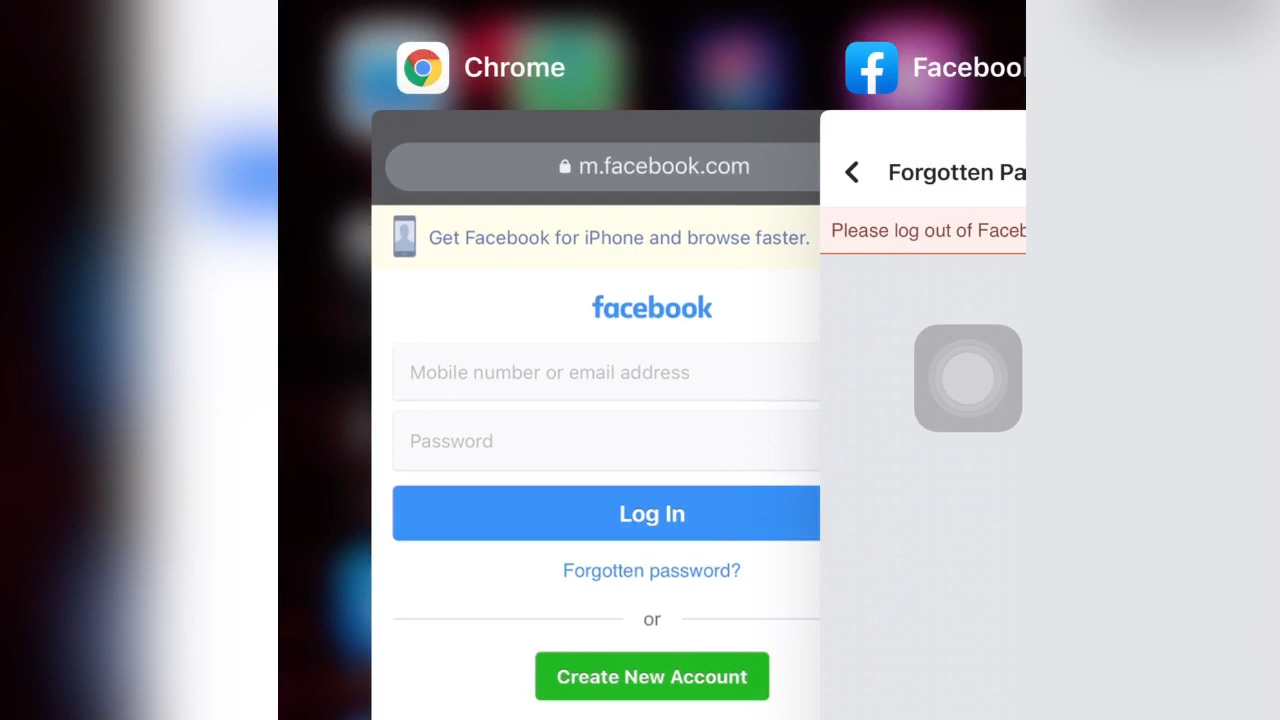 Chrome
m.facebook.com
Get Facebook for iPhone and browse faster.
facebook
Mobile number or email address
Password
Log In
Forgotten password?
or
Create New Account
Faceboo
Forgotten Pa
Please log out of Faceb